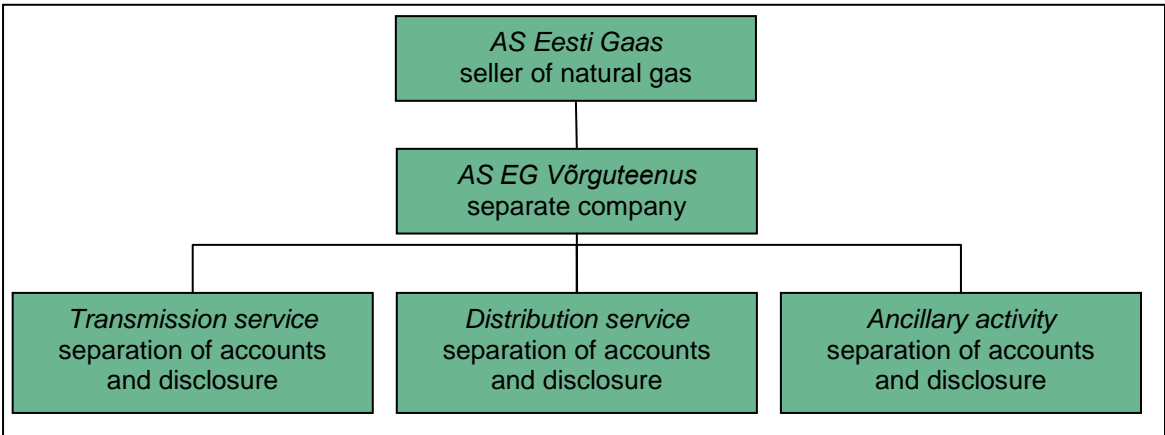 AS Eesti Gaas
seller of natural gas
AS EG Võrguteenus
separate company
Transmission service
separation of accounts
and disclosure
Distribution service
separation of accounts
and disclosure
Ancillary activity
separation of accounts
and disclosure